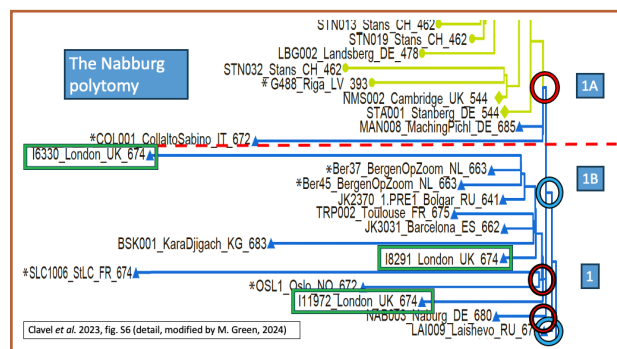 STN013_Stans_CH_462
STN019_Stans_CH_462
The Nabburg
polytomy
LBG002_Landsberg_DE_478
STN032_Stans_CH_462
*G488_Riga_LV_393
NMS002_Cambridge_UK_544
1A
STA001_Stanberg_DE_544
MAN008_MachingPichl_DE_685
*COL001_CollaltoSabino_IT_672
I6330_London_UK_674
*Ber37_BergenOpZoom_NL_663
*Ber45_BergenOpZoom_NL_663
1B
JK2370_1.PRE1_Bolgar_RU_641
TRP002_Toulouse_FR_675
JK3031_Barcelona_ES_662
BSK001_KaraDjigach_KG_683
I8291_London_UK_674
*SLC1006_StLC_FR_674
1
*OSL1_Oslo_NO_672
I11972_London_UK_674
NAB003_Naburg_DE_680
LAI009_Laishevo_RU
Clavel et al. 2023, fig. S6 (detail, modified by M. Green, 2024)